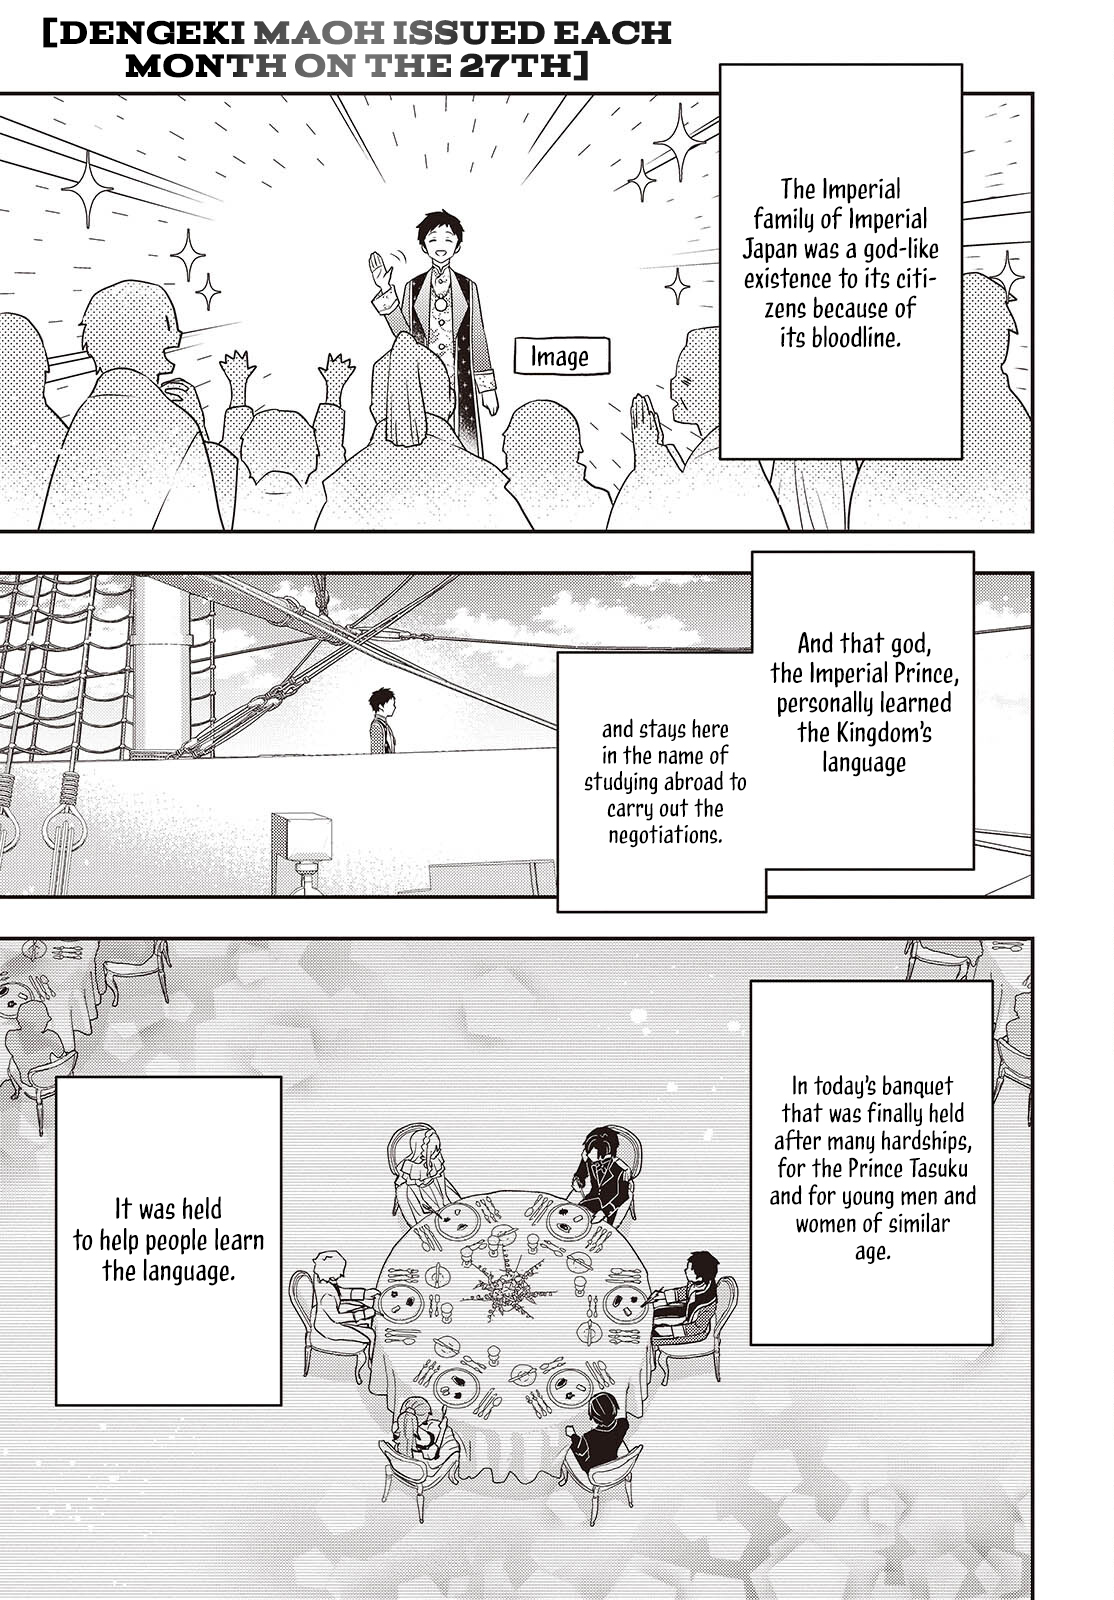 [DENGEKI MAOH ISSUED EACH
MONTH ON THE 27TH]
The Imperial
family of Imperial
Japan was a god-like
existence to its citi-
zens because of
its bloodline.
Image
And that god,
the Imperial Prince,
personally learned
the Kingdom's
language
and stays here
in the name of
studying abroad to
carry out the
negotiations.
In today's banquet
that was finally held
after many hardships,
for the Prince Tasuku
and for young men and
women of similar
age.
It was held
to help people learn
the language.